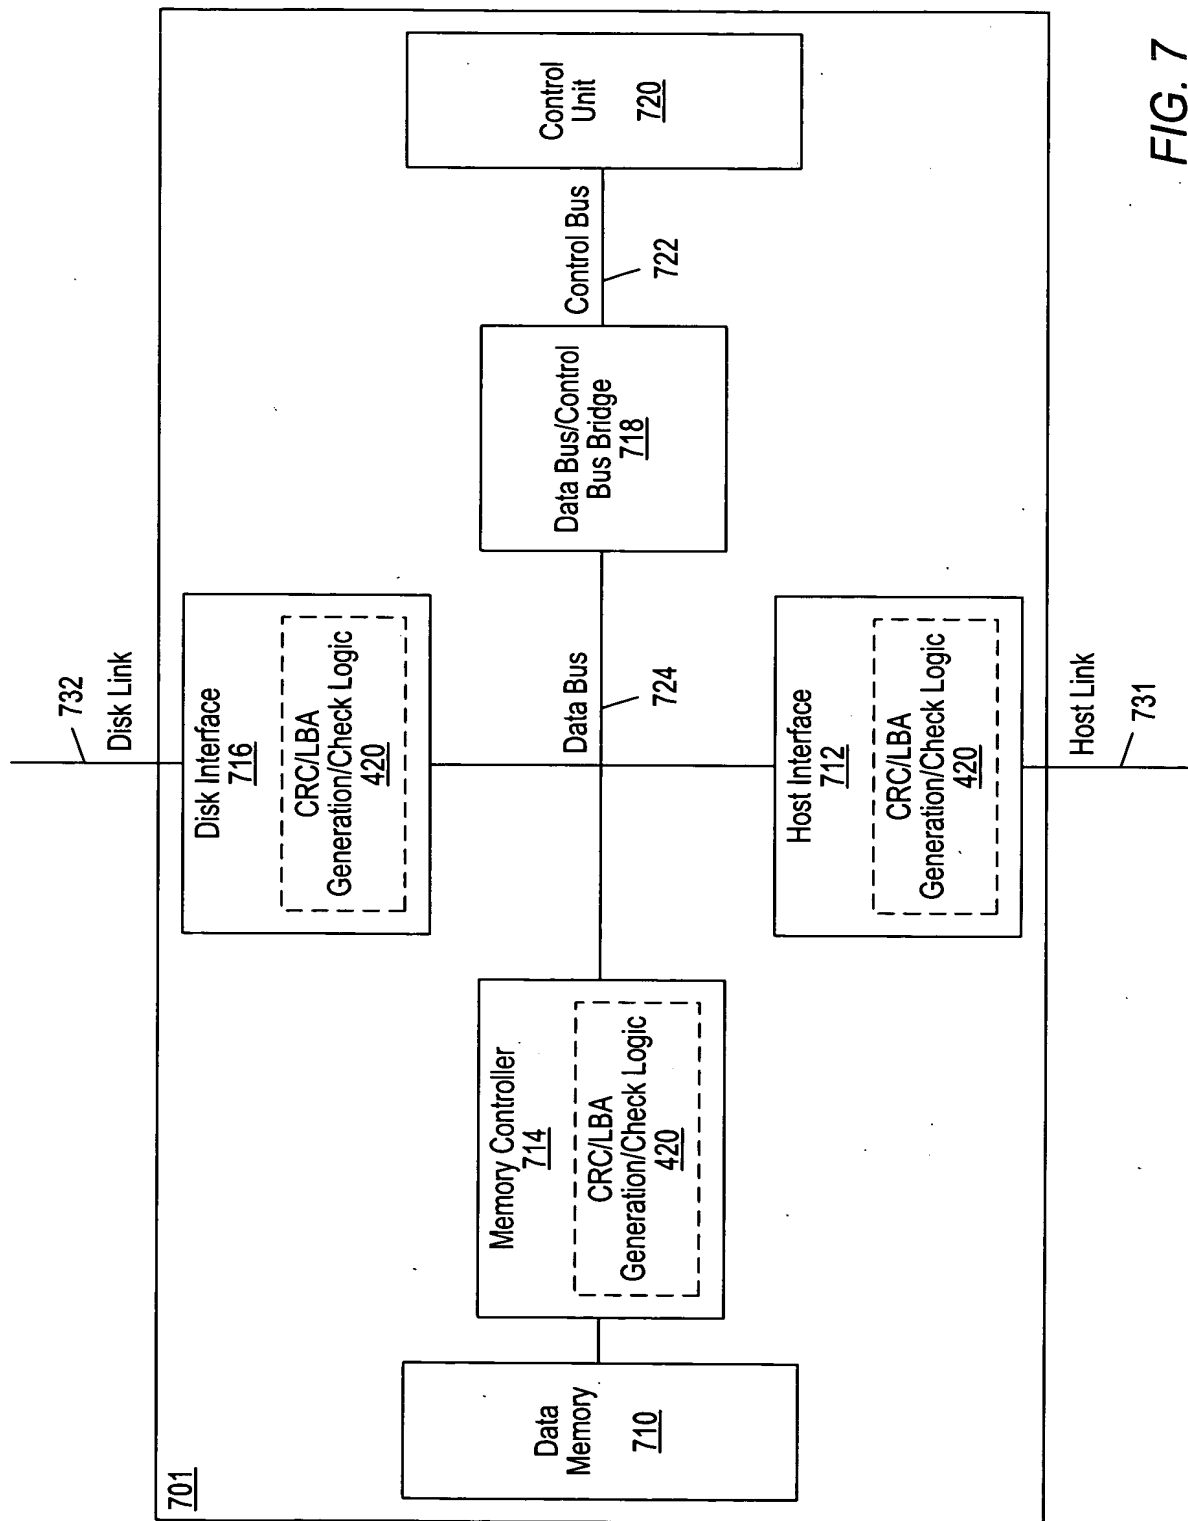 701
732
Disk Link
Disk Interface
716
CRC/LBA
Generation/Check Logic
420
Data
Memory
710
Memory Controller
714
CRC/LBA
Generation/Check Logic
420
Data Bus
724
Data Bus/Control
Bus Bridge
718
Control Bus
722
Control
Unit
720
Host Interface
712
CRC/LBA
Generation/Check Logic
420
Host Link
731
FIG. 7